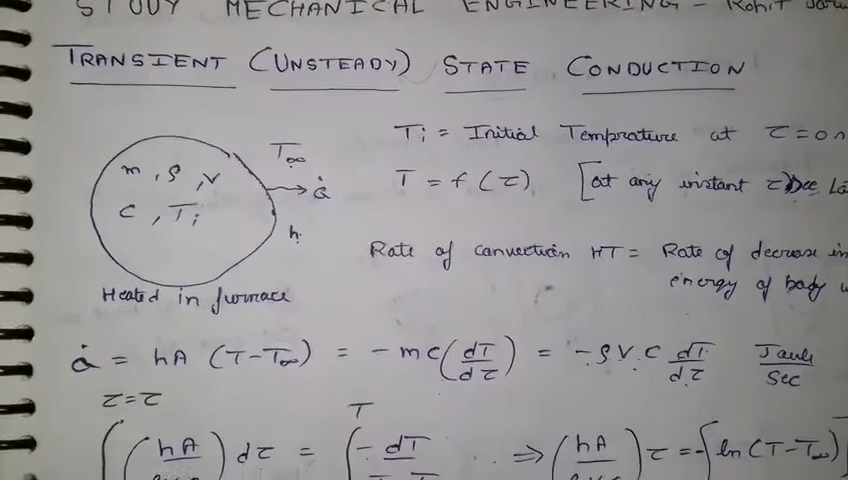 STUDY MECHANICAL ENGINEERING - Rohit
TRANSIENT (UNSTEADY) STATE CONDUCTION
m, ρ, V
C, Ti
T∞
Q̇
h
Heated in furnace
Ti = Initial Temprature at τ = 0
T = f(τ) [at any instant τ)
Rate of convection HT = Rate of decrease in
energy of body
Q̇ = hA (T-T∞) = -mc(dT/dτ) = -ρV.C dT/dτ Joule/Sec
τ=τ T
∫(hA/ )dτ = ∫-dT/ ⇒ (hA/ )τ = -[ln(T-T∞)]